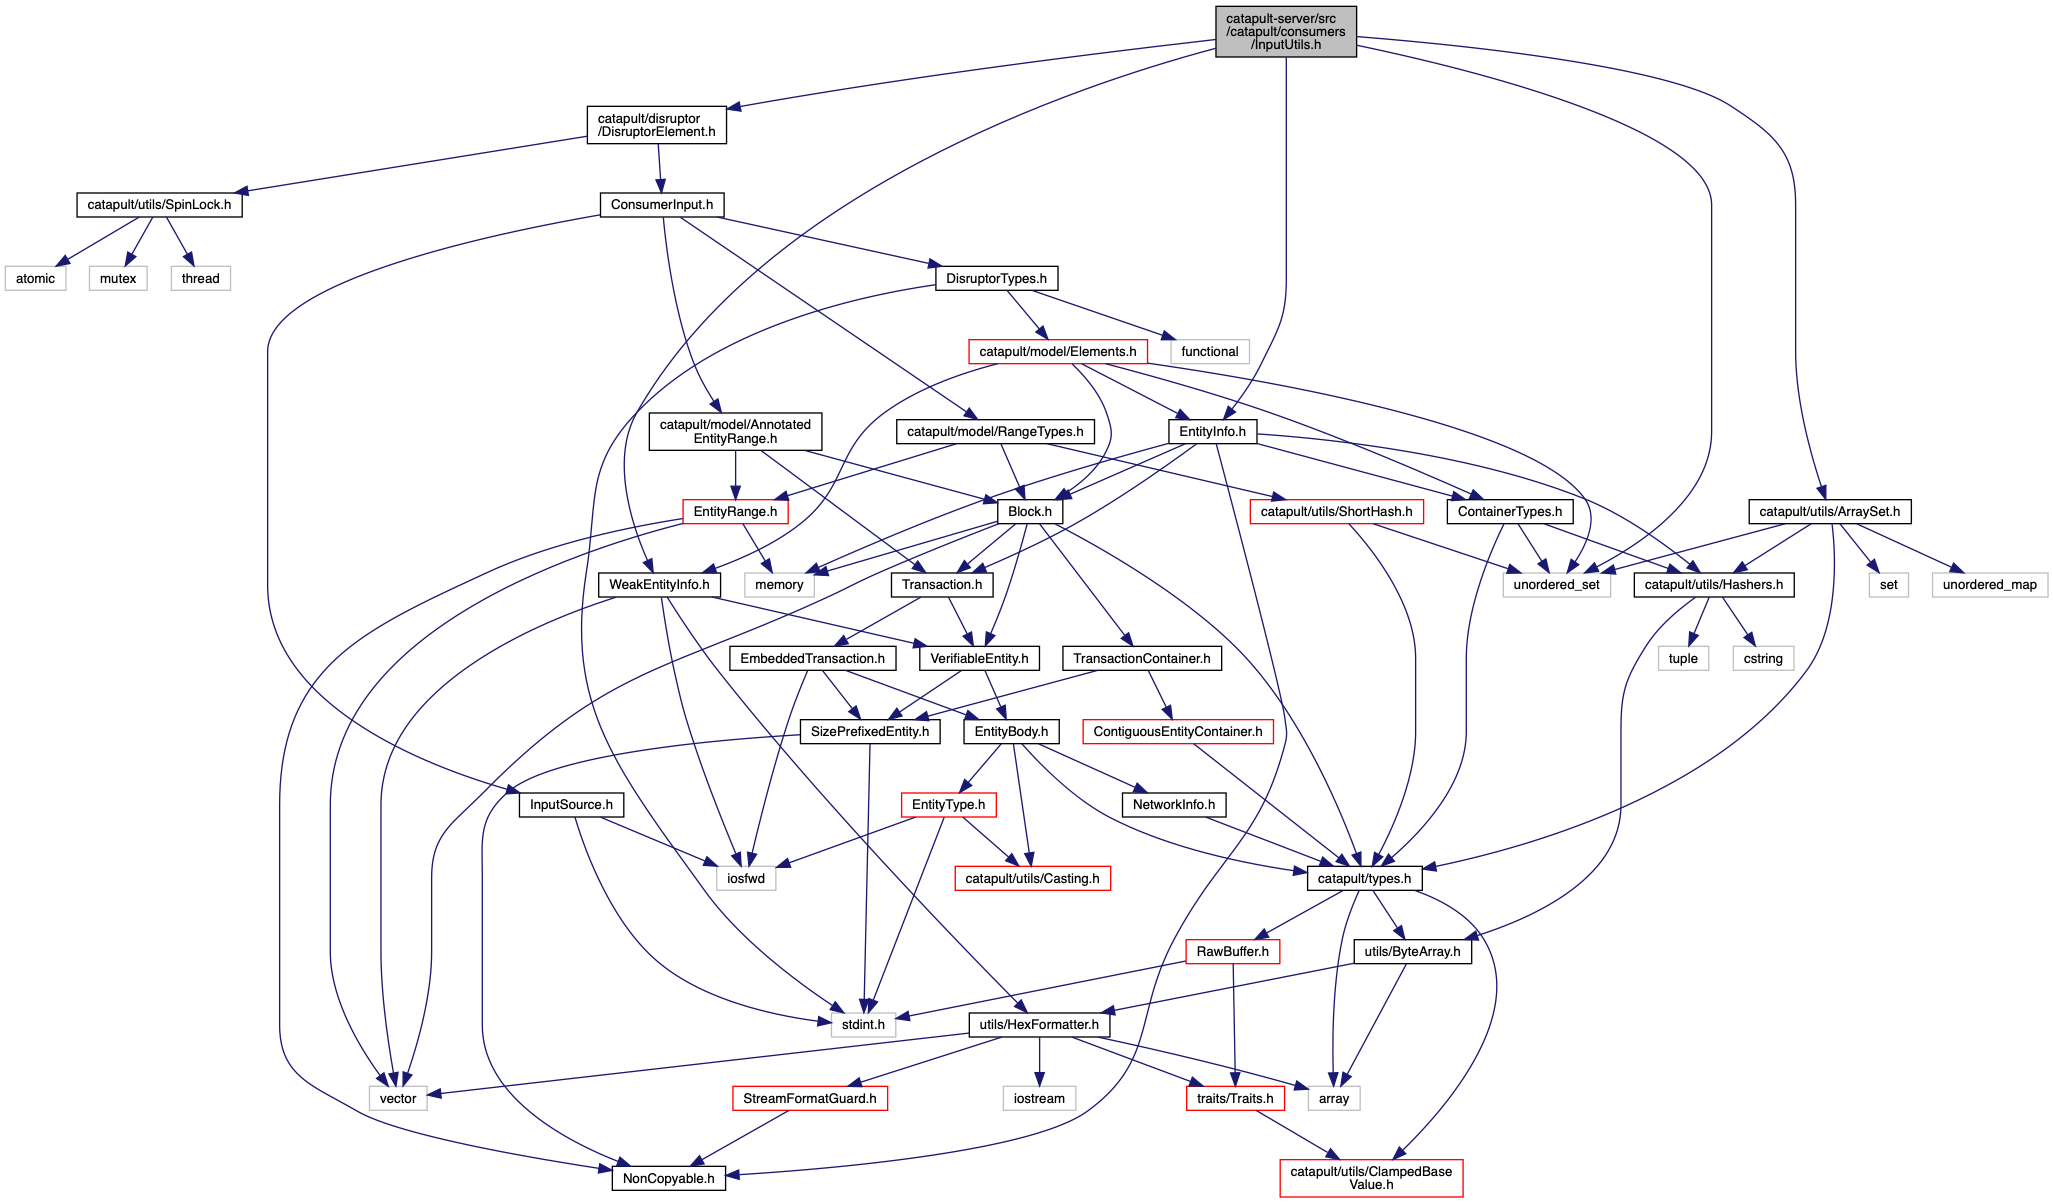 catapult-server/src
/catapult/consumers
/InputUtils.h
catapult/disruptor
/DisruptorElement.h
catapult/utils/SpinLock.h
ConsumerInput.h
atomic
mutex
thread
DisruptorTypes.h
catapult/model/Elements.h
functional
catapult/model/Annotated
EntityRange.h
catapult/model/RangeTypes.h
EntityInfo.h
EntityRange.h
Block.h
catapult/utils/ShortHash.h
ContainerTypes.h
catapult/utils/ArraySet.h
WeakEntityInfo.h
memory
Transaction.h
unordered_set
catapult/utils/Hashers.h
set
unordered_map
EmbeddedTransaction.h
VerifiableEntity.h
TransactionContainer.h
tuple
cstring
SizePrefixedEntity.h
EntityBody.h
ContiguousEntityContainer.h
InputSource.h
EntityType.h
NetworkInfo.h
iosfwd
catapult/utils/Casting.h
catapult/types.h
RawBuffer.h
utils/ByteArray.h
stdint.h
utils/HexFormatter.h
vector
StreamFormatGuard.h
iostream
traits/Traits.h
array
NonCopyable.h
catapult/utils/ClampedBase
Value.h